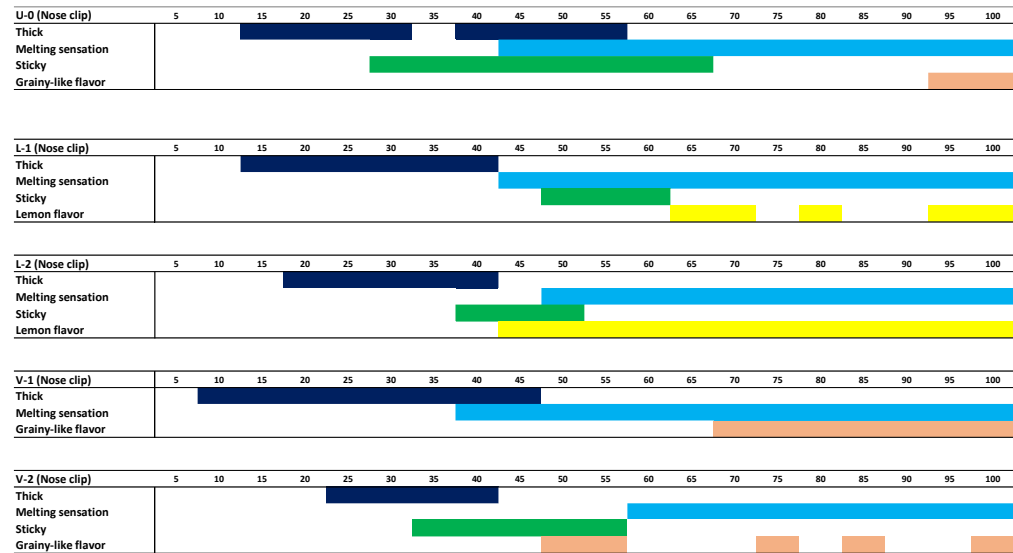 U-0 (Nose clip) 5 10 15 20 25 30 35 40 45 50 55 60 65 70 75 80 85 90 95 100
Thick
Melting sensation
Sticky
Grainy-like flavor
L-1 (Nose clip) 5 10 15 20 25 30 35 40 45 50 55 60 65 70 75 80 85 90 95 100
Thick
Melting sensation
Sticky
Lemon flavor
L-2 (Nose clip) 5 10 15 20 25 30 35 40 45 50 55 60 65 70 75 80 85 90 95 100
Thick
Melting sensation
Sticky
Lemon flavor
V-1 (Nose clip) 5 10 15 20 25 30 35 40 45 50 55 60 65 70 75 80 85 90 95 100
Thick
Melting sensation
Grainy-like flavor
V-2 (Nose clip) 5 10 15 20 25 30 35 40 45 50 55 60 65 70 75 80 85 90 95 100
Thick
Melting sensation
Sticky
Grainy-like flavor